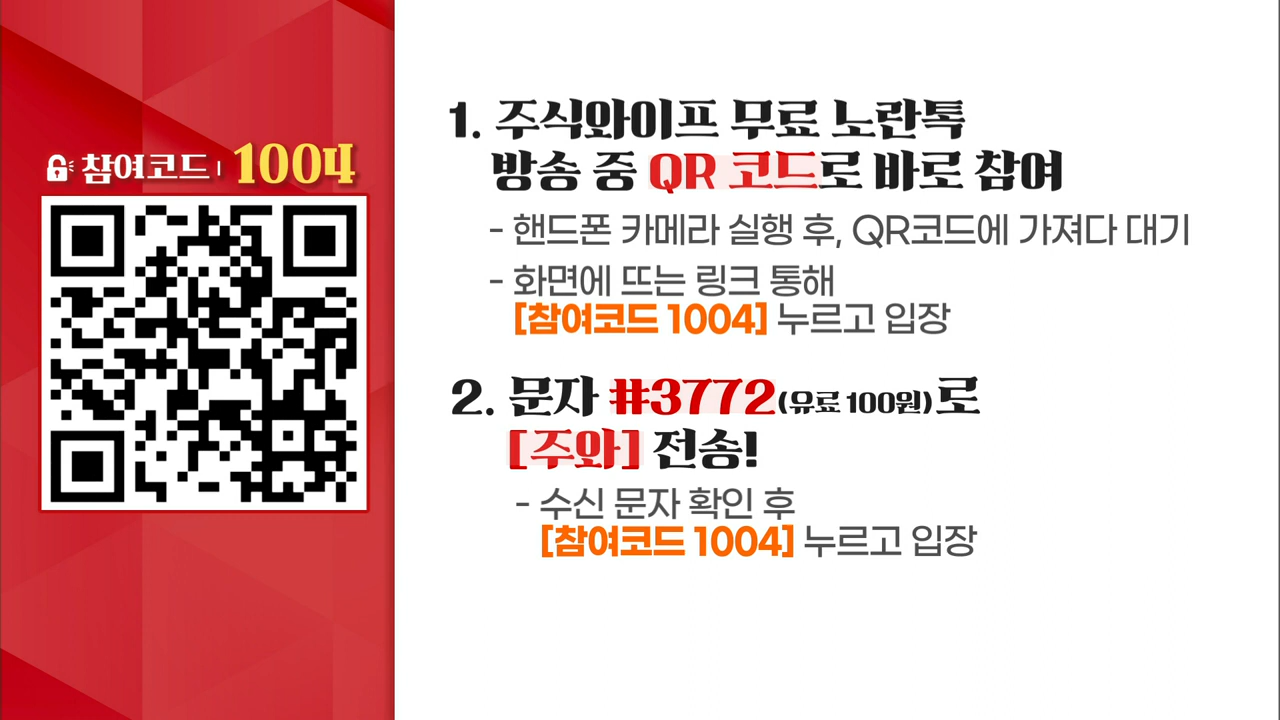 참여코드 | 1004
1. 주식와이프 무료 노란톡
방송 중 QR 코드로 바로 참여
- 핸드폰 카메라 실행 후, QR코드에 가져다 대기
- 화면에 뜨는 링크 통해
[참여코드 1004] 누르고 입장
2. 문자 #3772(유료 100원)로
[주와] 전송!
- 수신 문자 확인 후
[참여코드 1004] 누르고 입장